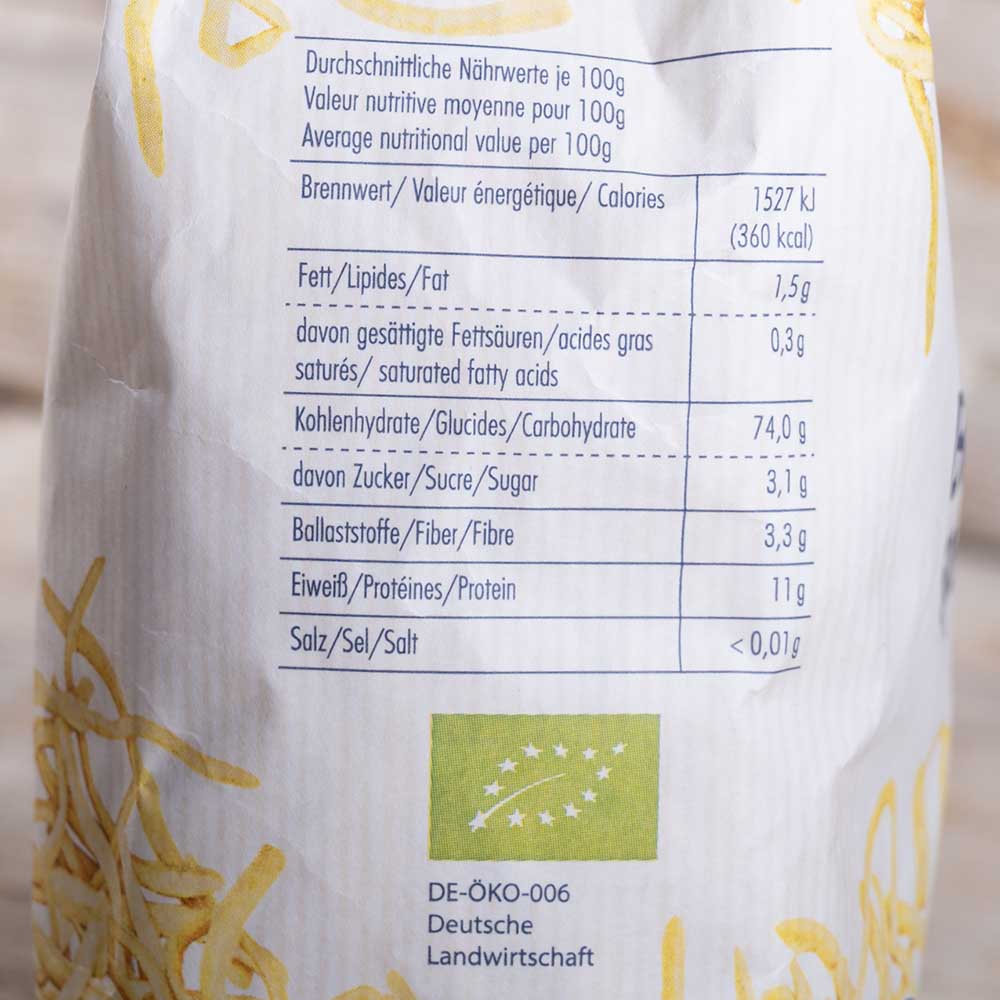 Durchschnittliche Nährwerte je 100g
Valeur nutritive moyenne pour 100g
Average nutritional value per 100g
Brennwert/ Valeur énergétique/ Calories 1527 kJ
(360 kcal)
Fett/Lipides/Fat 1,5g
davon gesättigte Fettsäuren/acides gras 0,3g
saturés/ saturated fatty acids
Kohlenhydrate/Glucides/Carbohydrate 74,0 g
davon Zucker/Sucre/Sugar 3,1 g
Ballaststoffe/Fiber/Fibre 3,3 g
Eiweiß/Protéines/Protein 11g
Salz/Sel/Salt < 0,01g
DE-ÖKO-006
Deutsche
Landwirtschaft